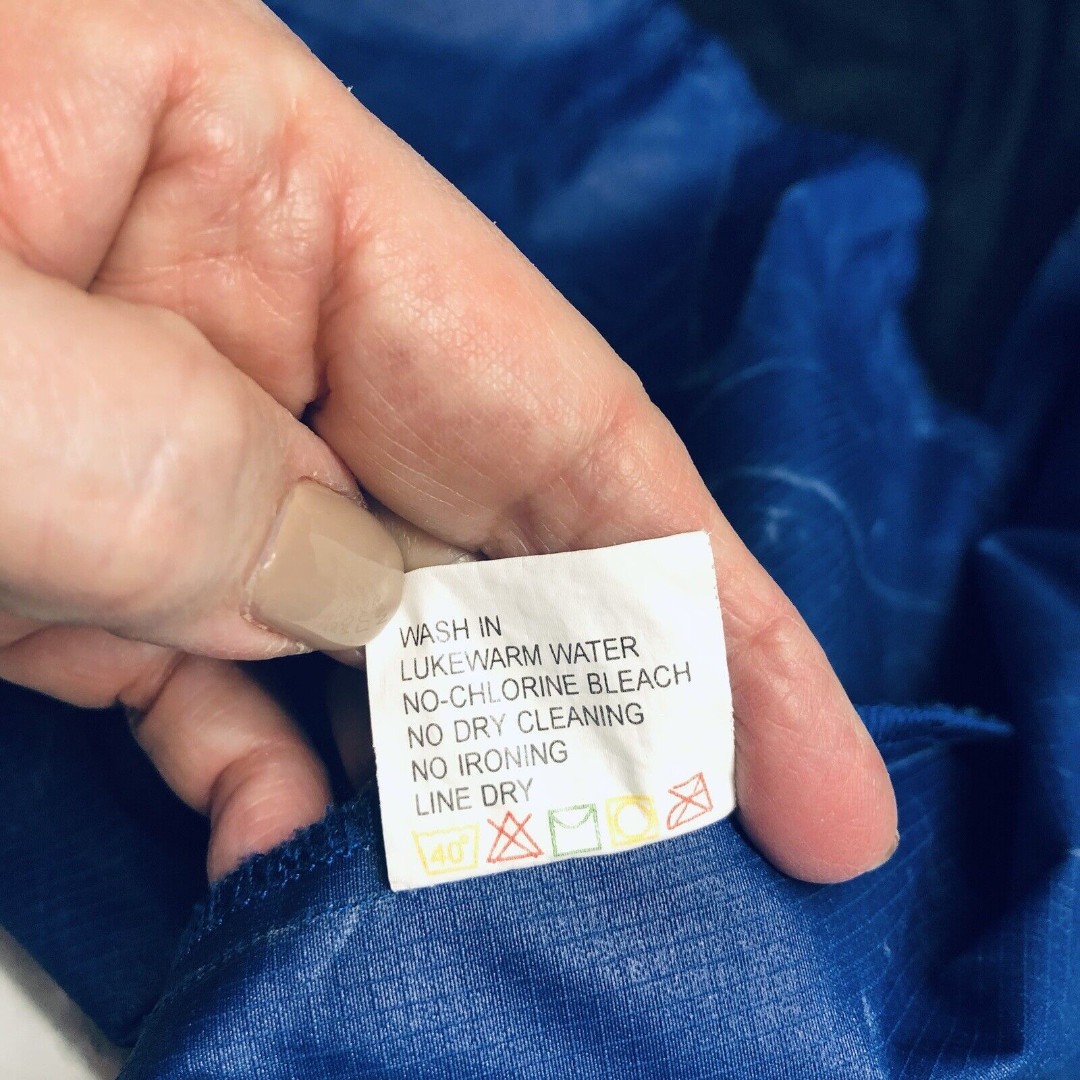 WASH IN
LUKEWARM WATER
NO-CHLORINE BLEACH
NO DRY CLEANING
NO IRONING
LINE DRY
40°